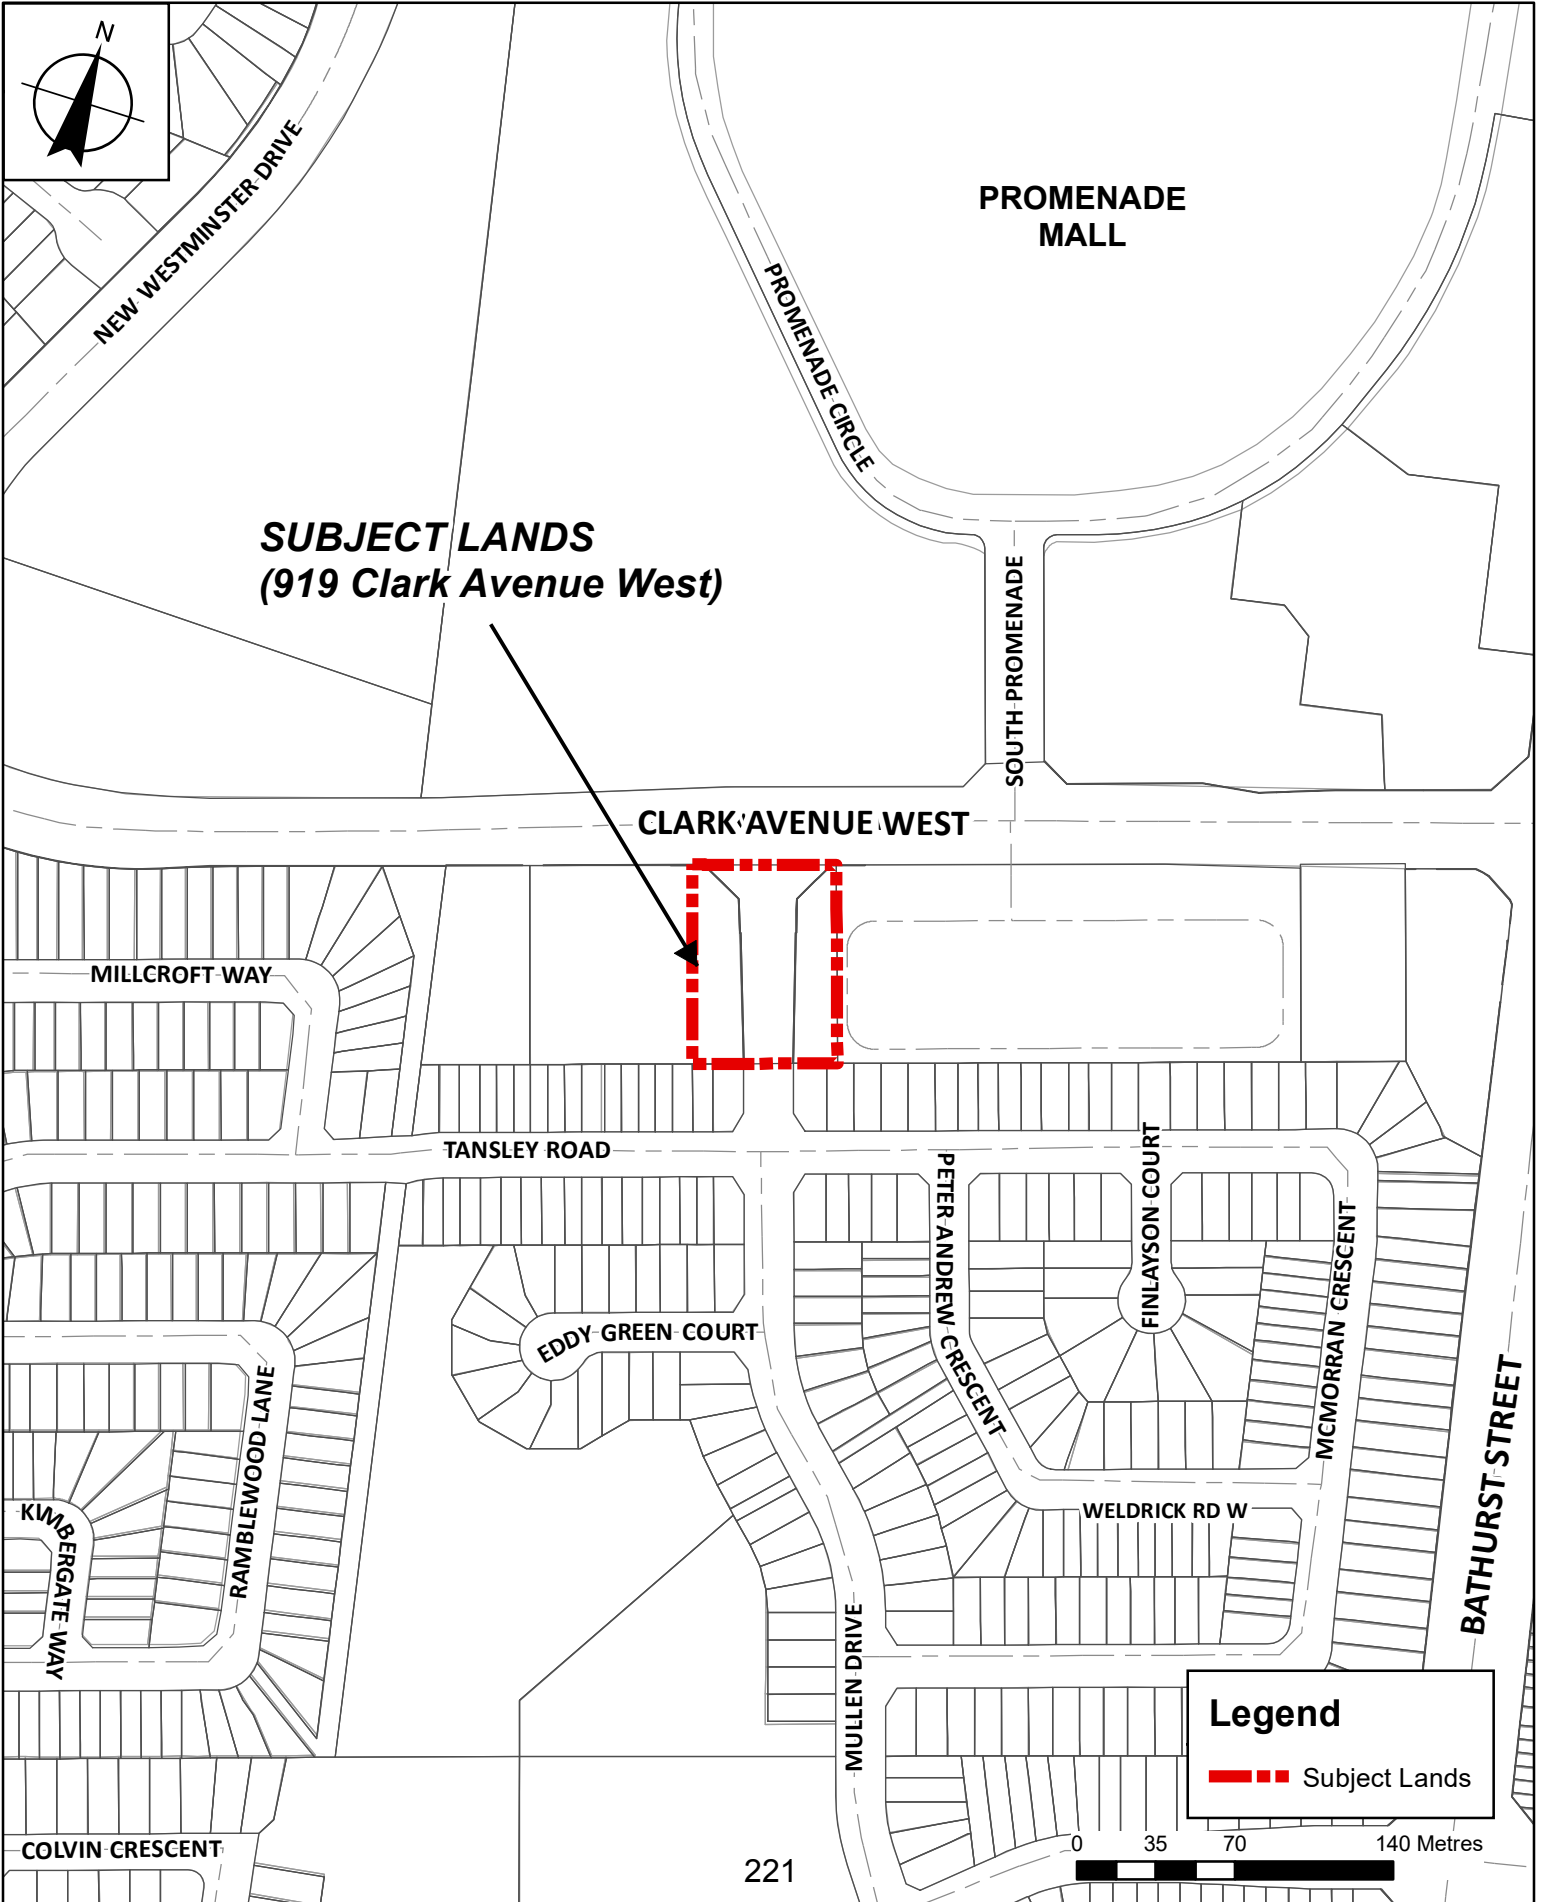 N
NEW WESTMINSTER DRIVE
PROMENADE
MALL
PROMENADE CIRCLE
SUBJECT LANDS
(919 Clark Avenue West)
SOUTH PROMENADE
CLARK AVENUE WEST
MILLCROFT WAY
TANSLEY ROAD
PETER ANDREW CRESCENT
FINLAYSON COURT
MCMORRAN CRESCENT
EDDY GREEN COURT
RAMBLEWOOD LANE
BATHURST STREET
KIMBERGATE WAY
WELDRICK RD W
MULLEN DRIVE
Legend
Subject Lands
COLVIN CRESCENT
0 35 70 140 Metres
221